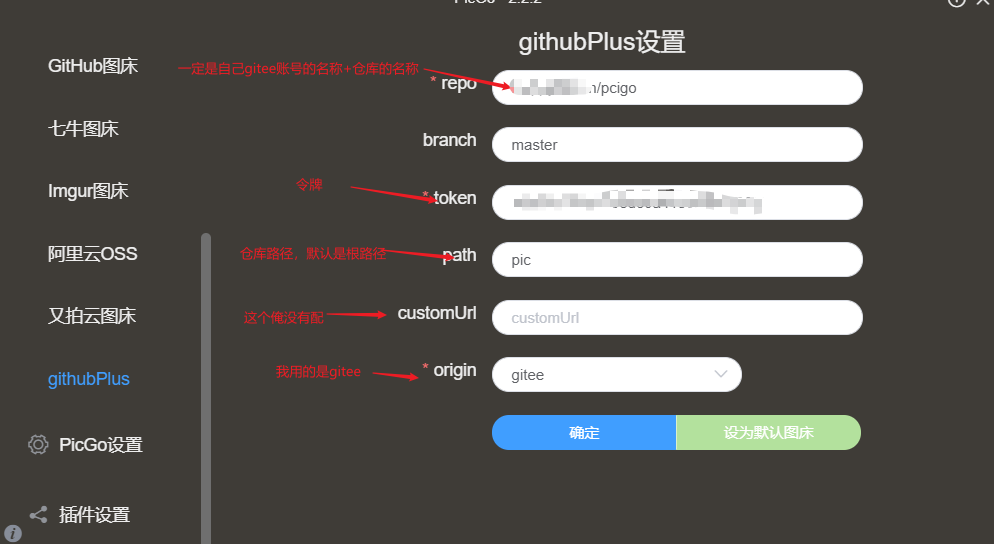 PicGo - 2.2.2
githubPlus设置
GitHub图床
七牛图床
Imgur图床
阿里云OSS
又拍云图床
githubPlus
PicGo设置
插件设置
一定是自己gitee账号的名称+仓库的名称
* repo
/pcigo
branch
master
令牌
* token
仓库路径，默认是根路径
path
pic
这个俺没有配
customUrl
customUrl
我用的是gitee
* origin
gitee
确定
设为默认图床